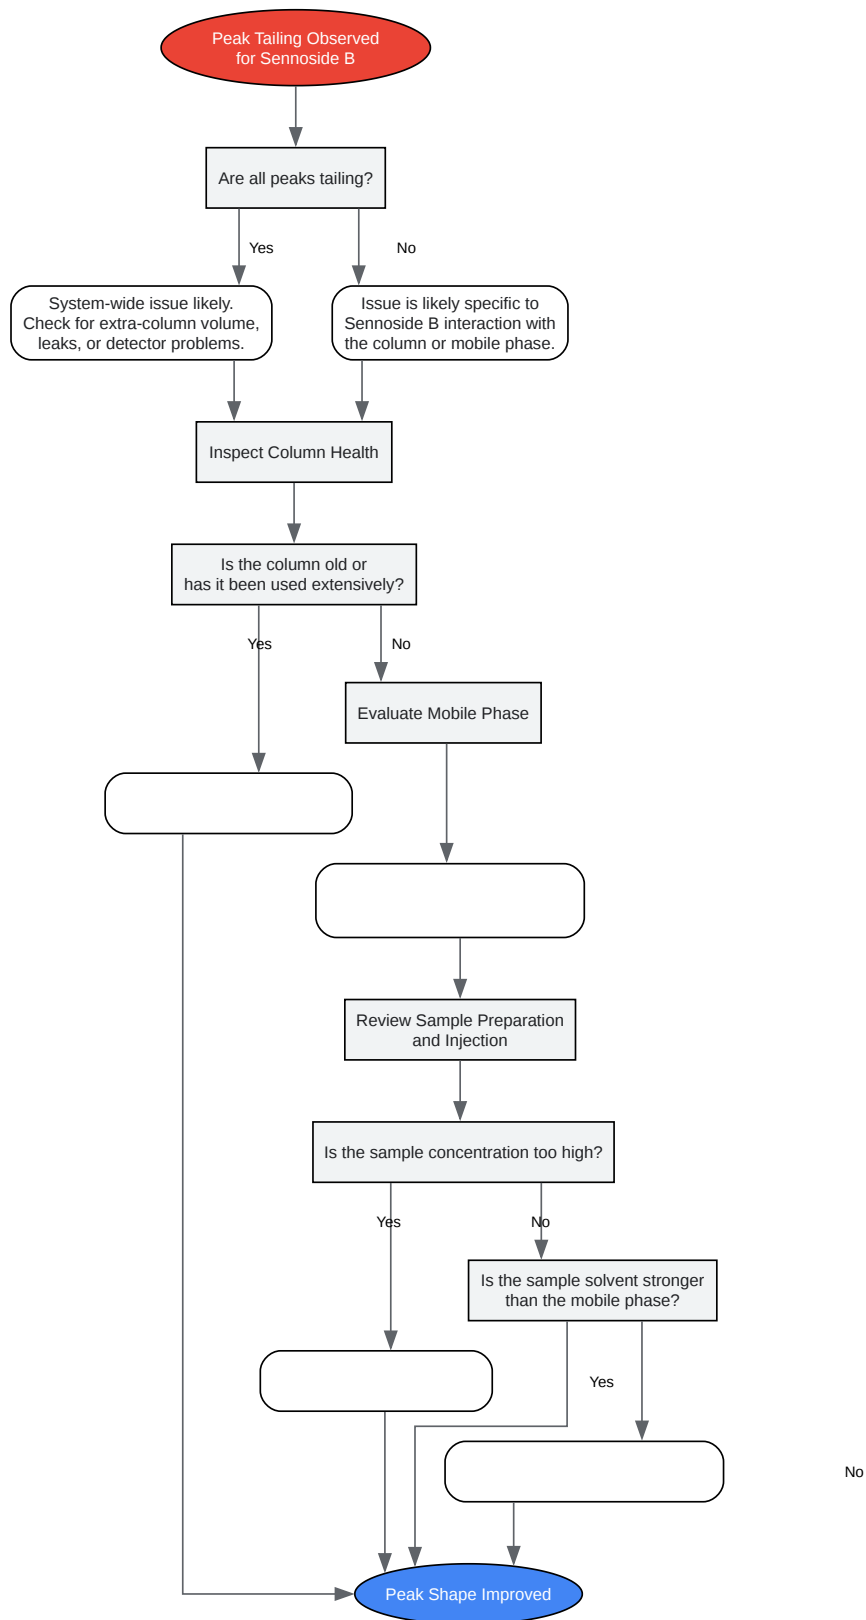 Peak Tailing Observed
for Sennoside B
Are all peaks tailing?
Yes
No
System-wide issue likely.
Check for extra-column volume,
leaks, or detector problems.
Issue is likely specific to
Sennoside B interaction with
the column or mobile phase.
Inspect Column Health
Is the column old or
has it been used extensively?
Yes
No
Evaluate Mobile Phase
Review Sample Preparation
and Injection
Is the sample concentration too high?
Yes
No
Is the sample solvent stronger
than the mobile phase?
Yes
No
Peak Shape Improved